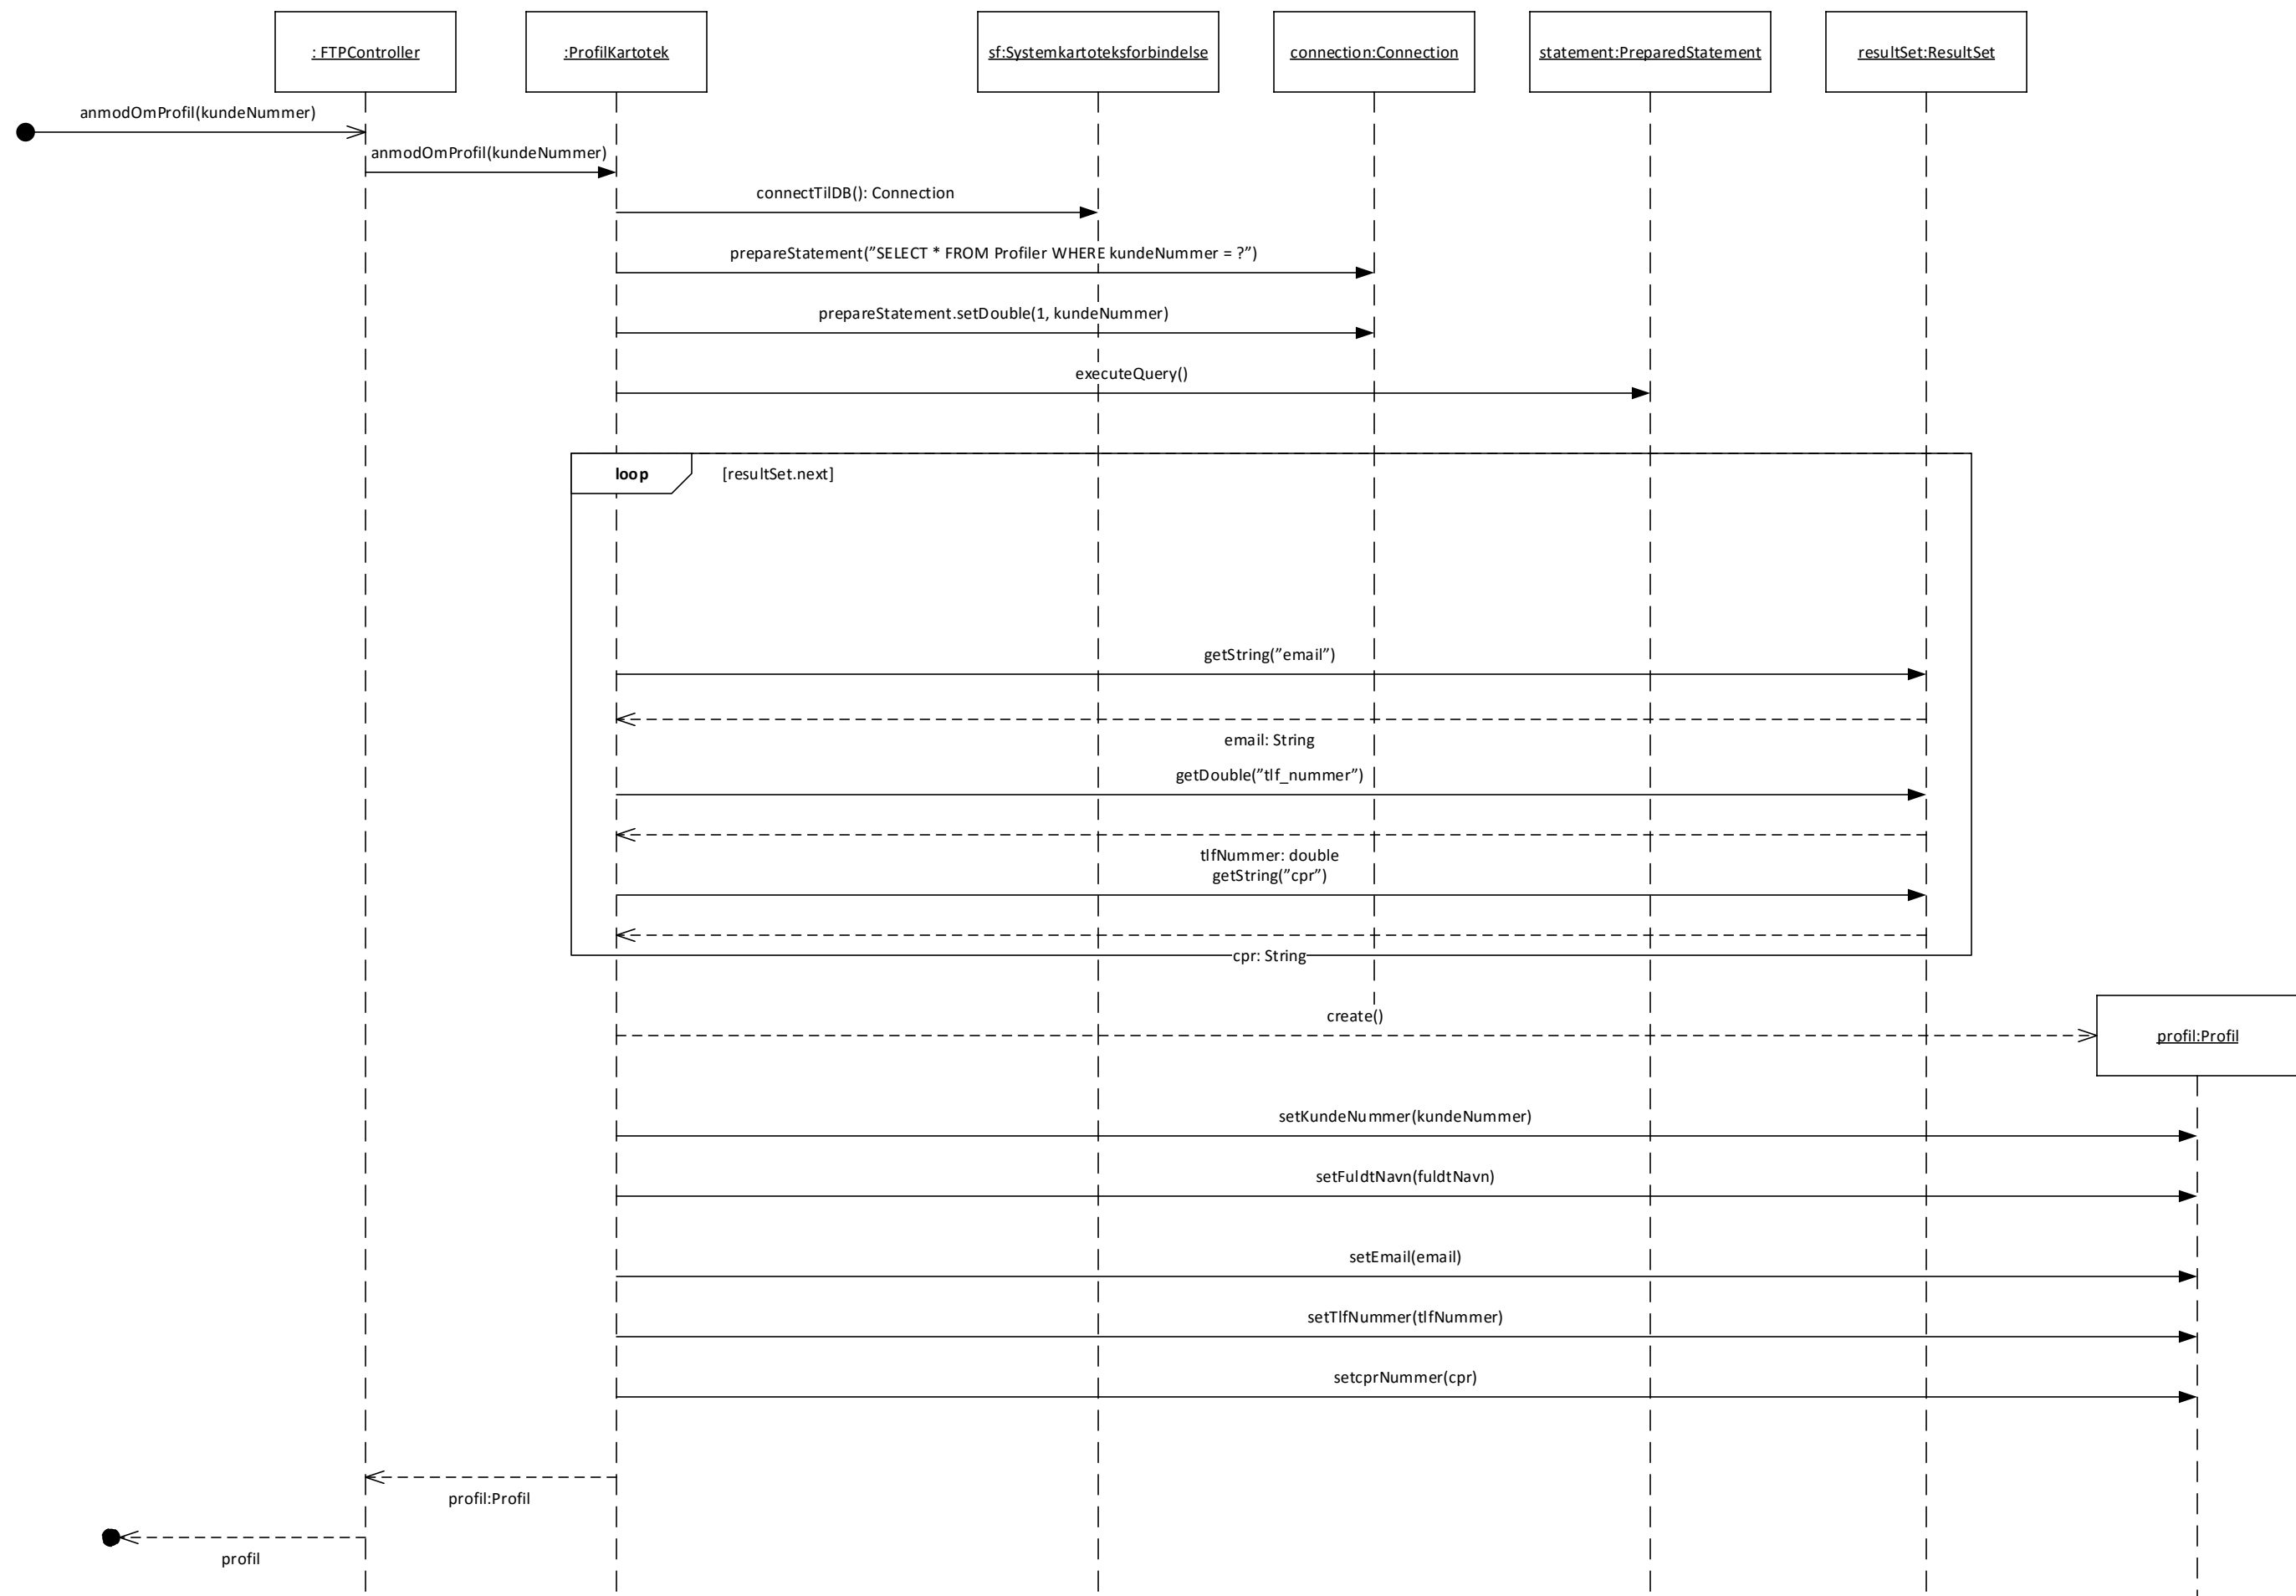 : FTPController
:ProfilKartotek
sf:Systemkartoteksforbindelse
connection:Connection
statement:PreparedStatement
resultSet:ResultSet
anmodOmProfil(kundeNummer)
anmodOmProfil(kundeNummer)
connectTilDB(): Connection
prepareStatement(”SELECT * FROM Profiler WHERE kundeNummer = ?”)
prepareStatement.setDouble(1, kundeNummer)
executeQuery()
loop
[resultSet.next]
getString(”email”)
email: String
getDouble(”tlf_nummer”)
tlfNummer: double
getString(”cpr”)
cpr: String
create()
profil:Profil
setKundeNummer(kundeNummer)
setFuldtNavn(fuldtNavn)
setEmail(email)
setTlfNummer(tlfNummer)
setcprNummer(cpr)
profil:Profil
profil